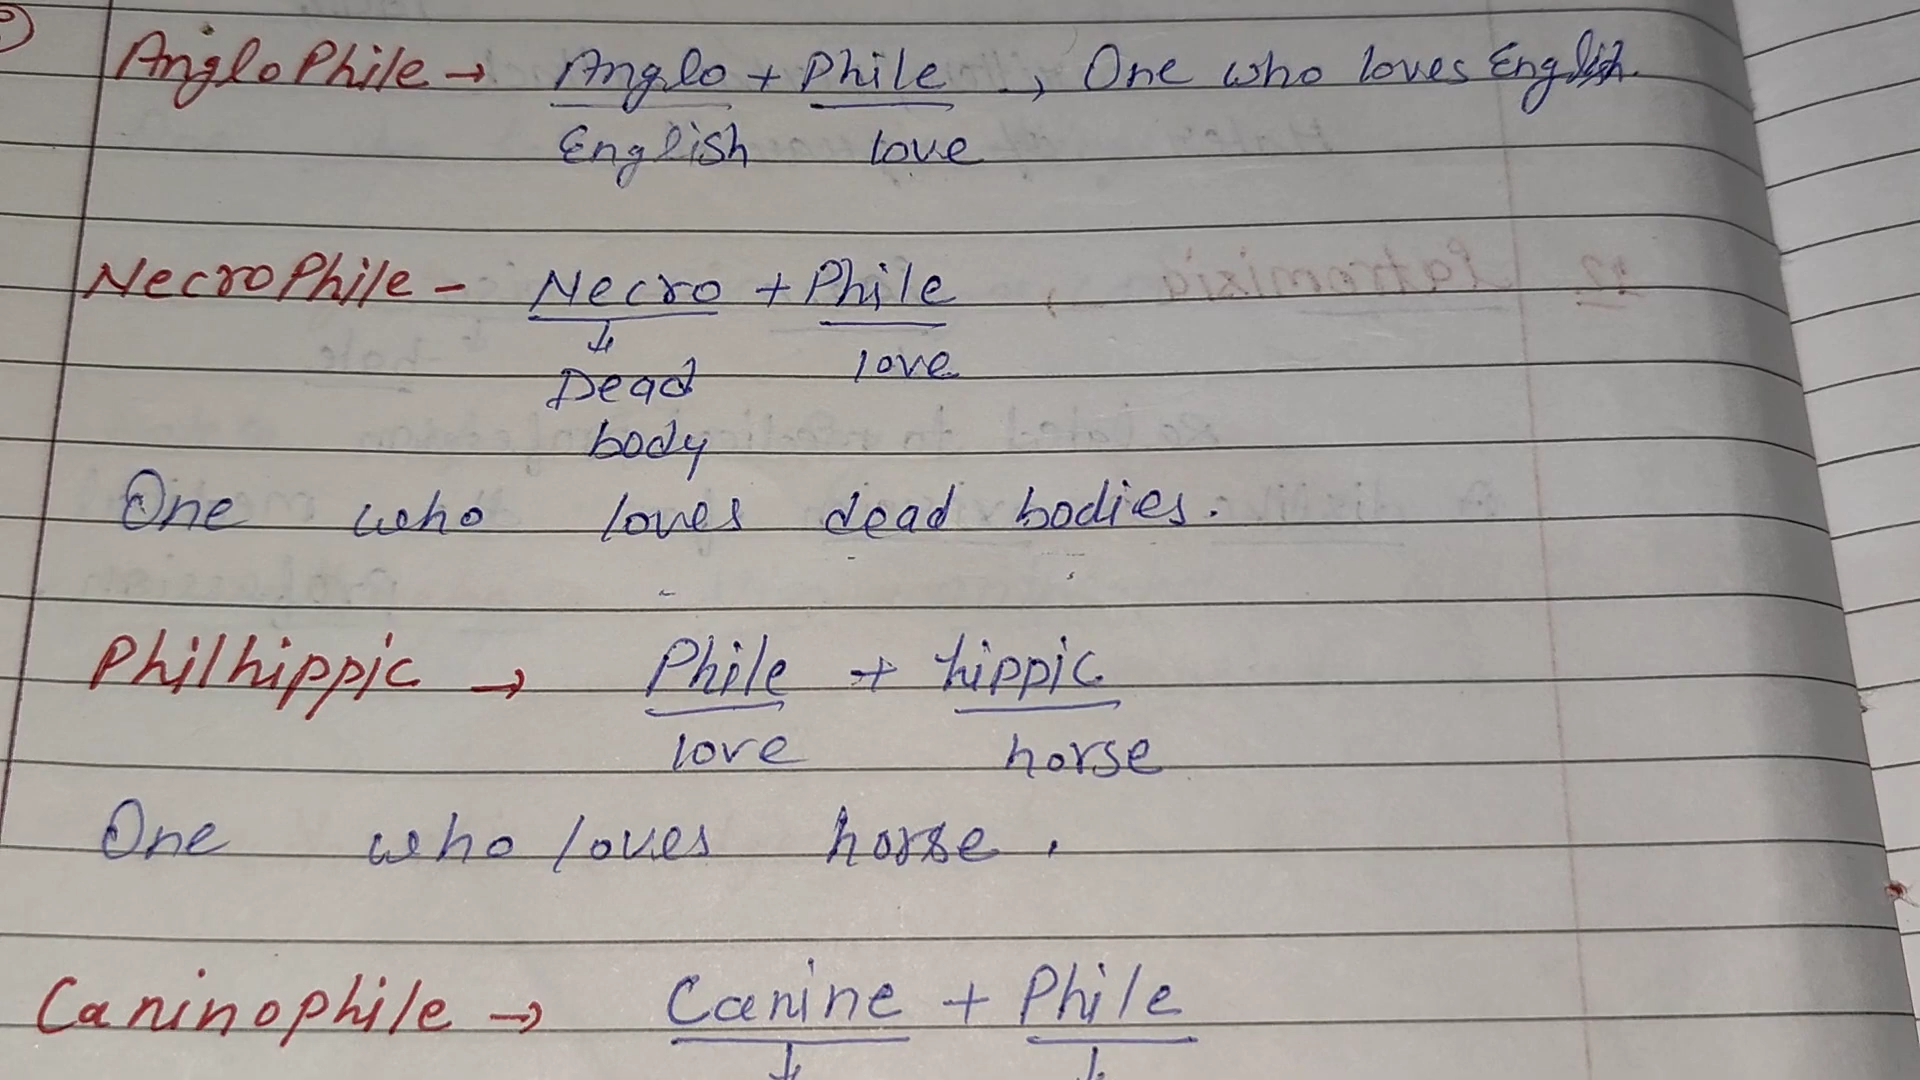 AngloPhile → Anglo + Phile , One who loves English.
English love
NecroPhile - Necro + Phile
Dead love
body
One who loves dead bodies.
Philhippic → Phile + hippic
love horse
One who loves horse.
Caninophile → Canine + Phile